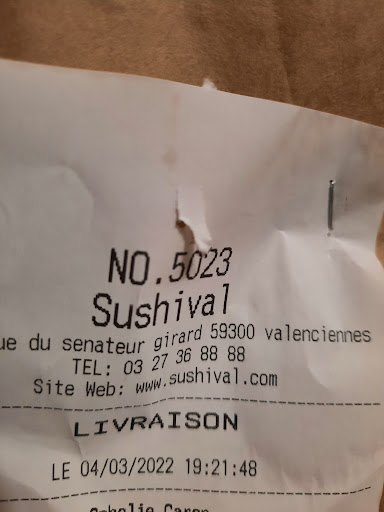 NO.5023
Sushival
ue du senateur girard 59300 valenciennes
TEL: 03 27 36 88 88
Site Web: www.sushival.com
LIVRAISON
LE 04/03/2022 19:21:48